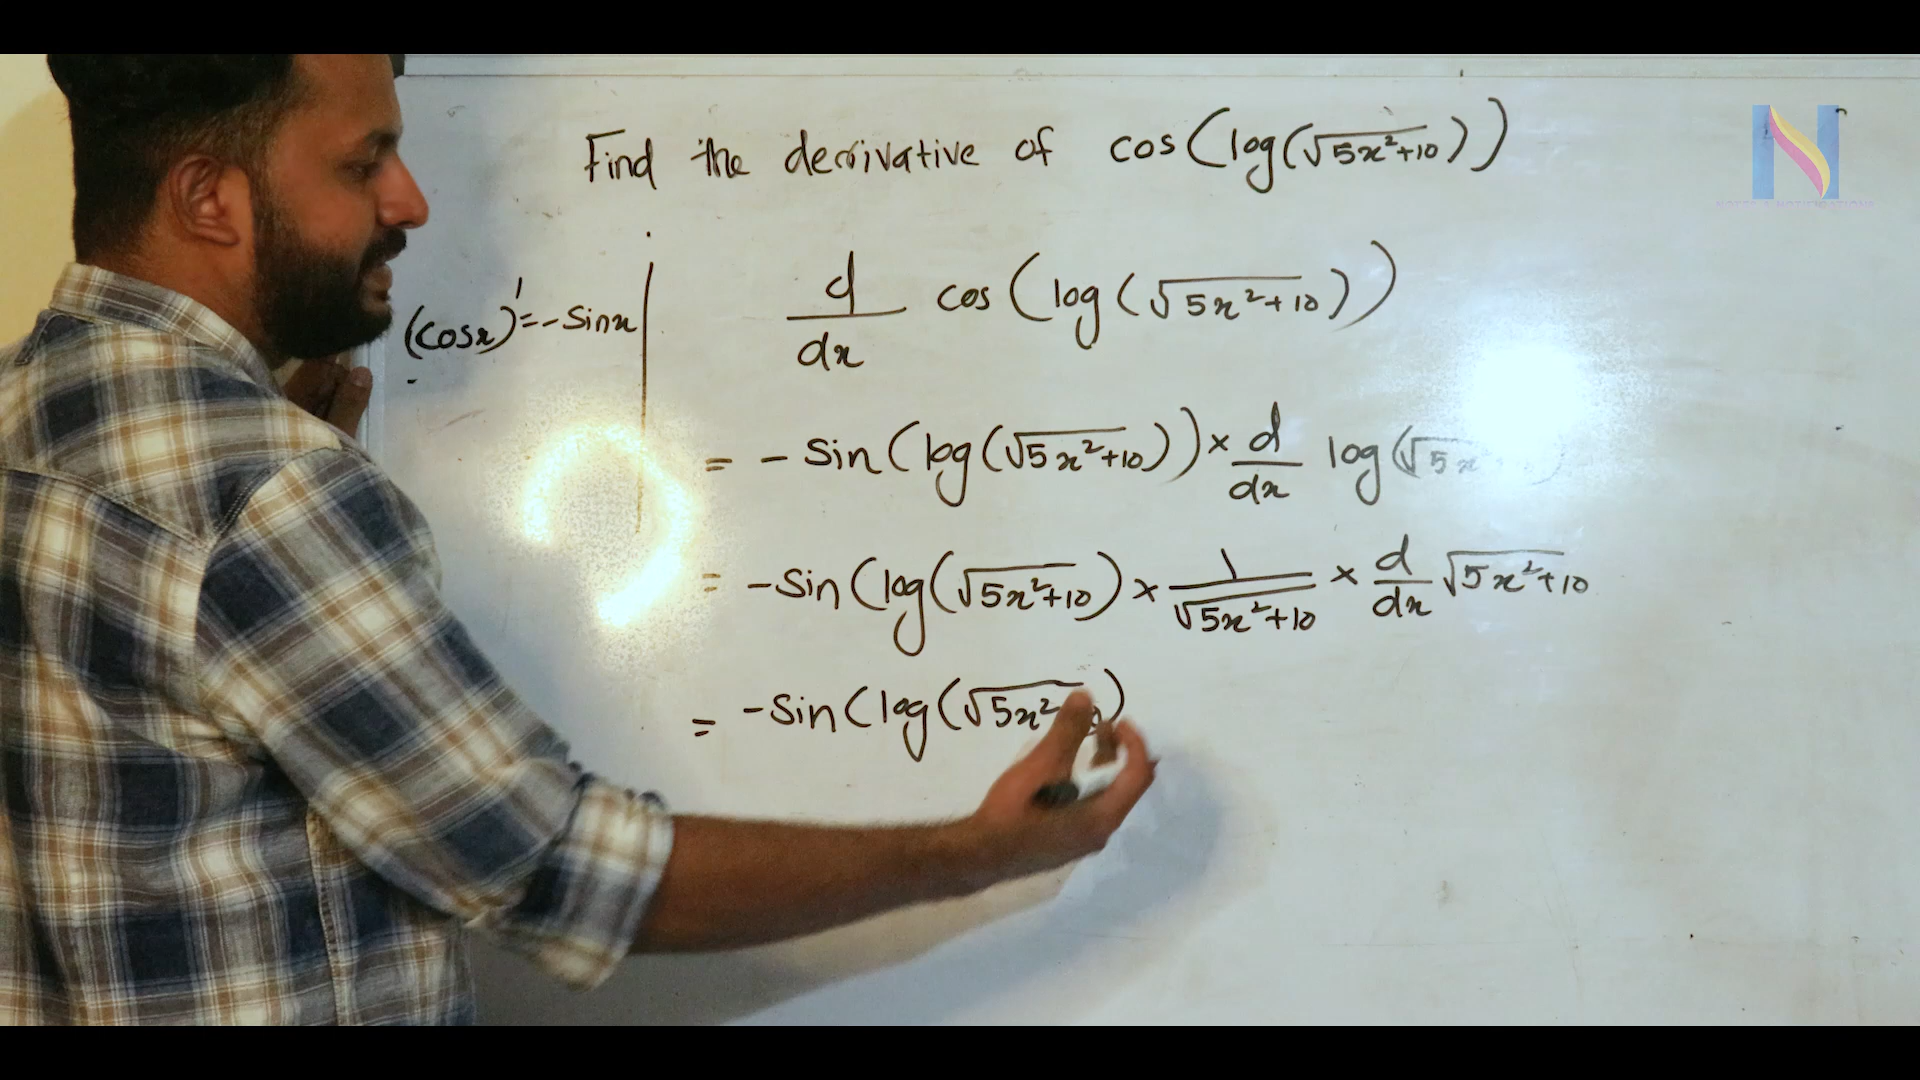 Find the derivative of cos(log(√5x²+10))
(cosx)'=-sinx
d/dx cos(log(√5x²+10))
= -sin(log(√5x²+10))×d/dx log(√5x
= -sin(log(√5x²+10)×1/√5x²+10 × d/dx √5x²+10
= -sin(log(√5x²
N